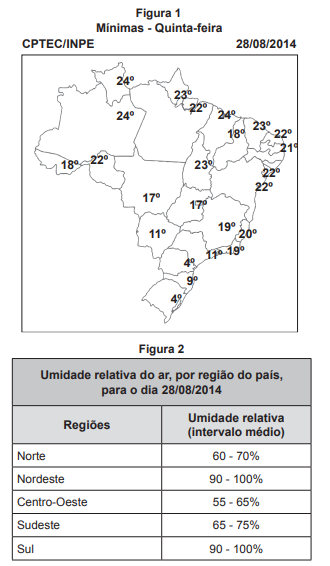 Figura 1
Mínimas - Quinta-feira
CPTEC/INPE 28/08/2014
24º
23º
24º
22º
24º
23º
22º
18º
21º
18º
22º
23º
22º
22º
17º
17º
11º
19º
20º
11º
19º
4º
9º
4º
Figura 2
Umidade relativa do ar, por região do país,
para o dia 28/08/2014
Regiões
Umidade relativa
(intervalo médio)
Norte 60 - 70%
Nordeste 90 - 100%
Centro-Oeste 55 - 65%
Sudeste 65 - 75%
Sul 90 - 100%